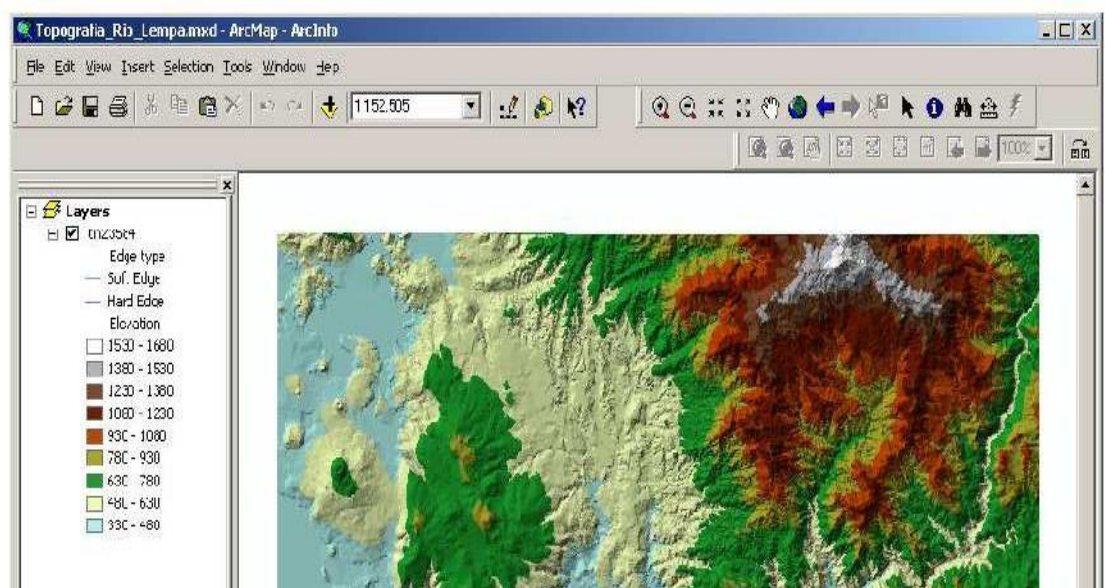 Topografia_Rio_Lempa.mxd - ArcMap - ArcInfo
File Edit View Insert Selection Tools Window Help
1152.505
100%
Layers
Edge type
Soft Edge
Hard Edge
Elevation
1530 - 1680
1380 - 1530
1230 - 1380
1080 - 1230
930 - 1080
780 - 930
630 780
480 - 630
330 - 480